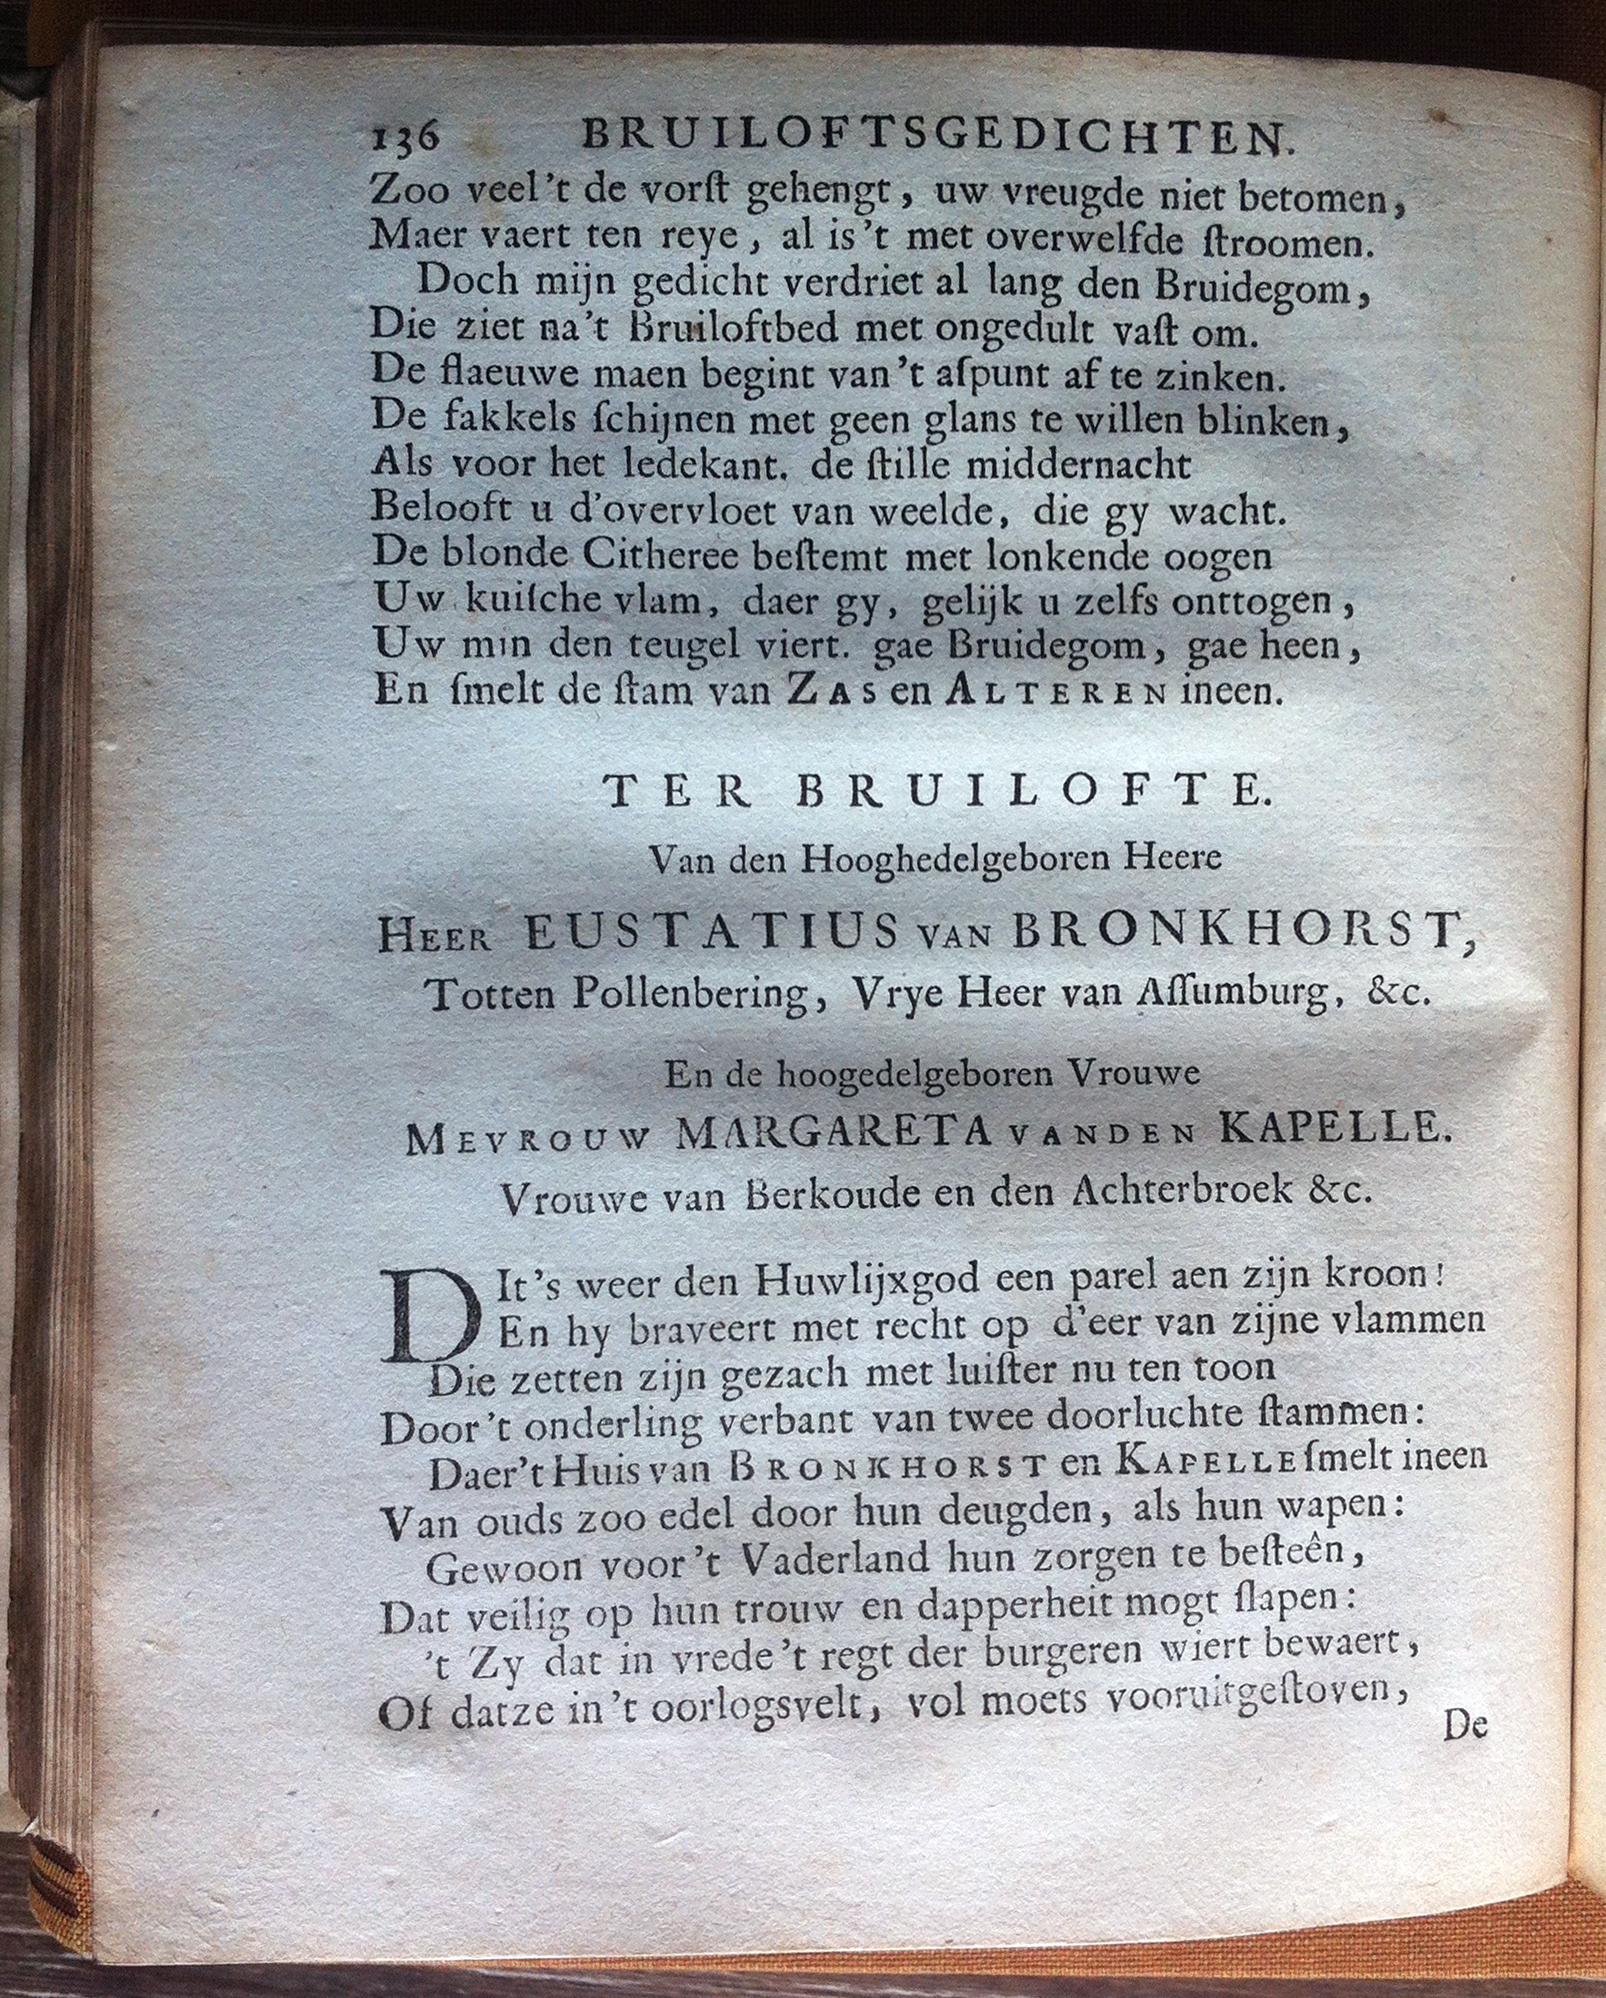 136 BRUILOFTSGEDICHTEN.
Zoo veel 't de vorſt gehengt, uw vreugde niet betomen,
Maer vaert ten reye, al is 't met overwelfde ſtroomen.
Doch mijn gedicht verdriet al lang den Bruidegom,
Die ziet na 't Bruiloftbed met ongedult vaſt om.
De flaeuwe maen begint van 't aſpunt af te zinken.
De fakkels ſchijnen met geen glans te willen blinken,
Als voor het ledekant. de ſtille middernacht
Belooft u d'overvloet van weelde, die gy wacht.
De blonde Citheree beſtemt met lonkende oogen
Uw kuiſche vlam, daer gy, gelijk u zelfs onttogen,
Uw min den teugel viert. gae Bruidegom, gae heen,
En ſmelt de ſtam van ZAS en ALTEREN ineen.
TER BRUILOFTE.
Van den Hooghedelgeboren Heere
HEER EUSTATIUS VAN BRONKHORST,
Totten Pollenbering, Vrye Heer van Aſſumburg, &c.
En de hoogedelgeboren Vrouwe
MEVROUW MARGARETA VANDEN KAPELLE.
Vrouwe van Berkoude en den Achterbroek &c.
DIt's weer den Huwlijxgod een parel aen zijn kroon!
En hy braveert met recht op d'eer van zijne vlammen
Die zetten zijn gezach met luiſter nu ten toon
Door 't onderling verbant van twee doorluchte ſtammen:
Daer't Huis van BRONKHORST en KAPELLE ſmelt ineen
Van ouds zoo edel door hun deugden, als hun wapen:
Gewoon voor 't Vaderland hun zorgen te beſteên,
Dat veilig op hun trouw en dapperheit mogt ſlapen:
't Zy dat in vrede 't regt der burgeren wiert bewaert,
Of datze in 't oorlogsvelt, vol moets vooruitgeſtoven,
De